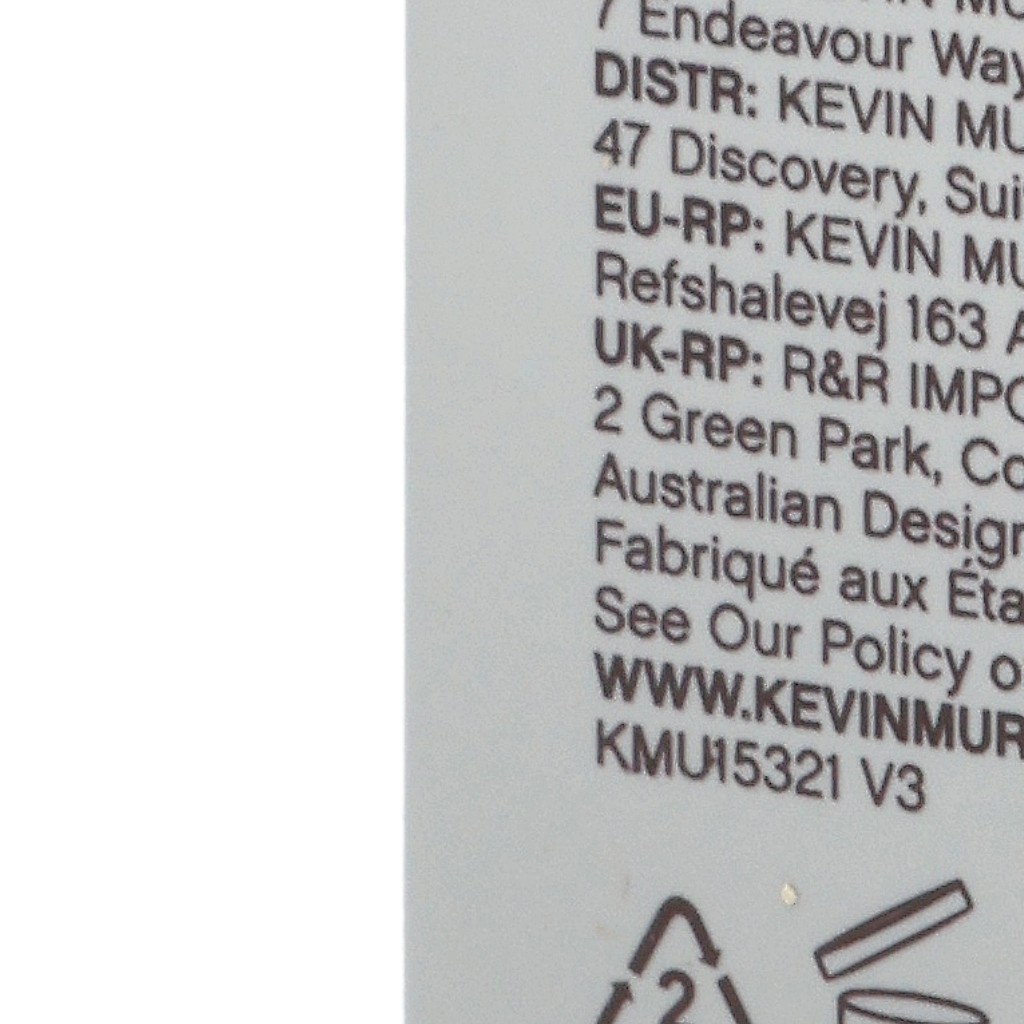 7 Endeavour Way
DISTR: KEVIN MU
47 Discovery, Sui
EU-RP: KEVIN MU
Refshalevej 163 A
UK-RP: R&R IMPO
2 Green Park, Co
Australian Design
Fabriqué aux Éta
See Our Policy o
WWW.KEVINMUR
KMU15321 V3
2